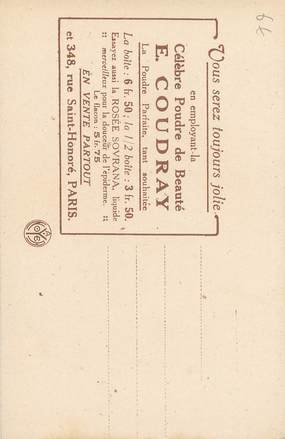 Vous serez toujours jolie
en employant la
Célèbre Poudre de Beauté
E. COUDRAY
La Poudre Parfaite, tant souhaitée
La boîte : 6 fr. 50 ; la 1/2 boîte : 3 fr. 50,
Essayez aussi la ROSÉE SOVRANA, liquide
:: merveilleux pour la douceur de l'épiderme. ::
Le flacon : 8 fr. 75
EN VENTE PARTOUT
et 348, rue Saint-Honoré, PARIS.